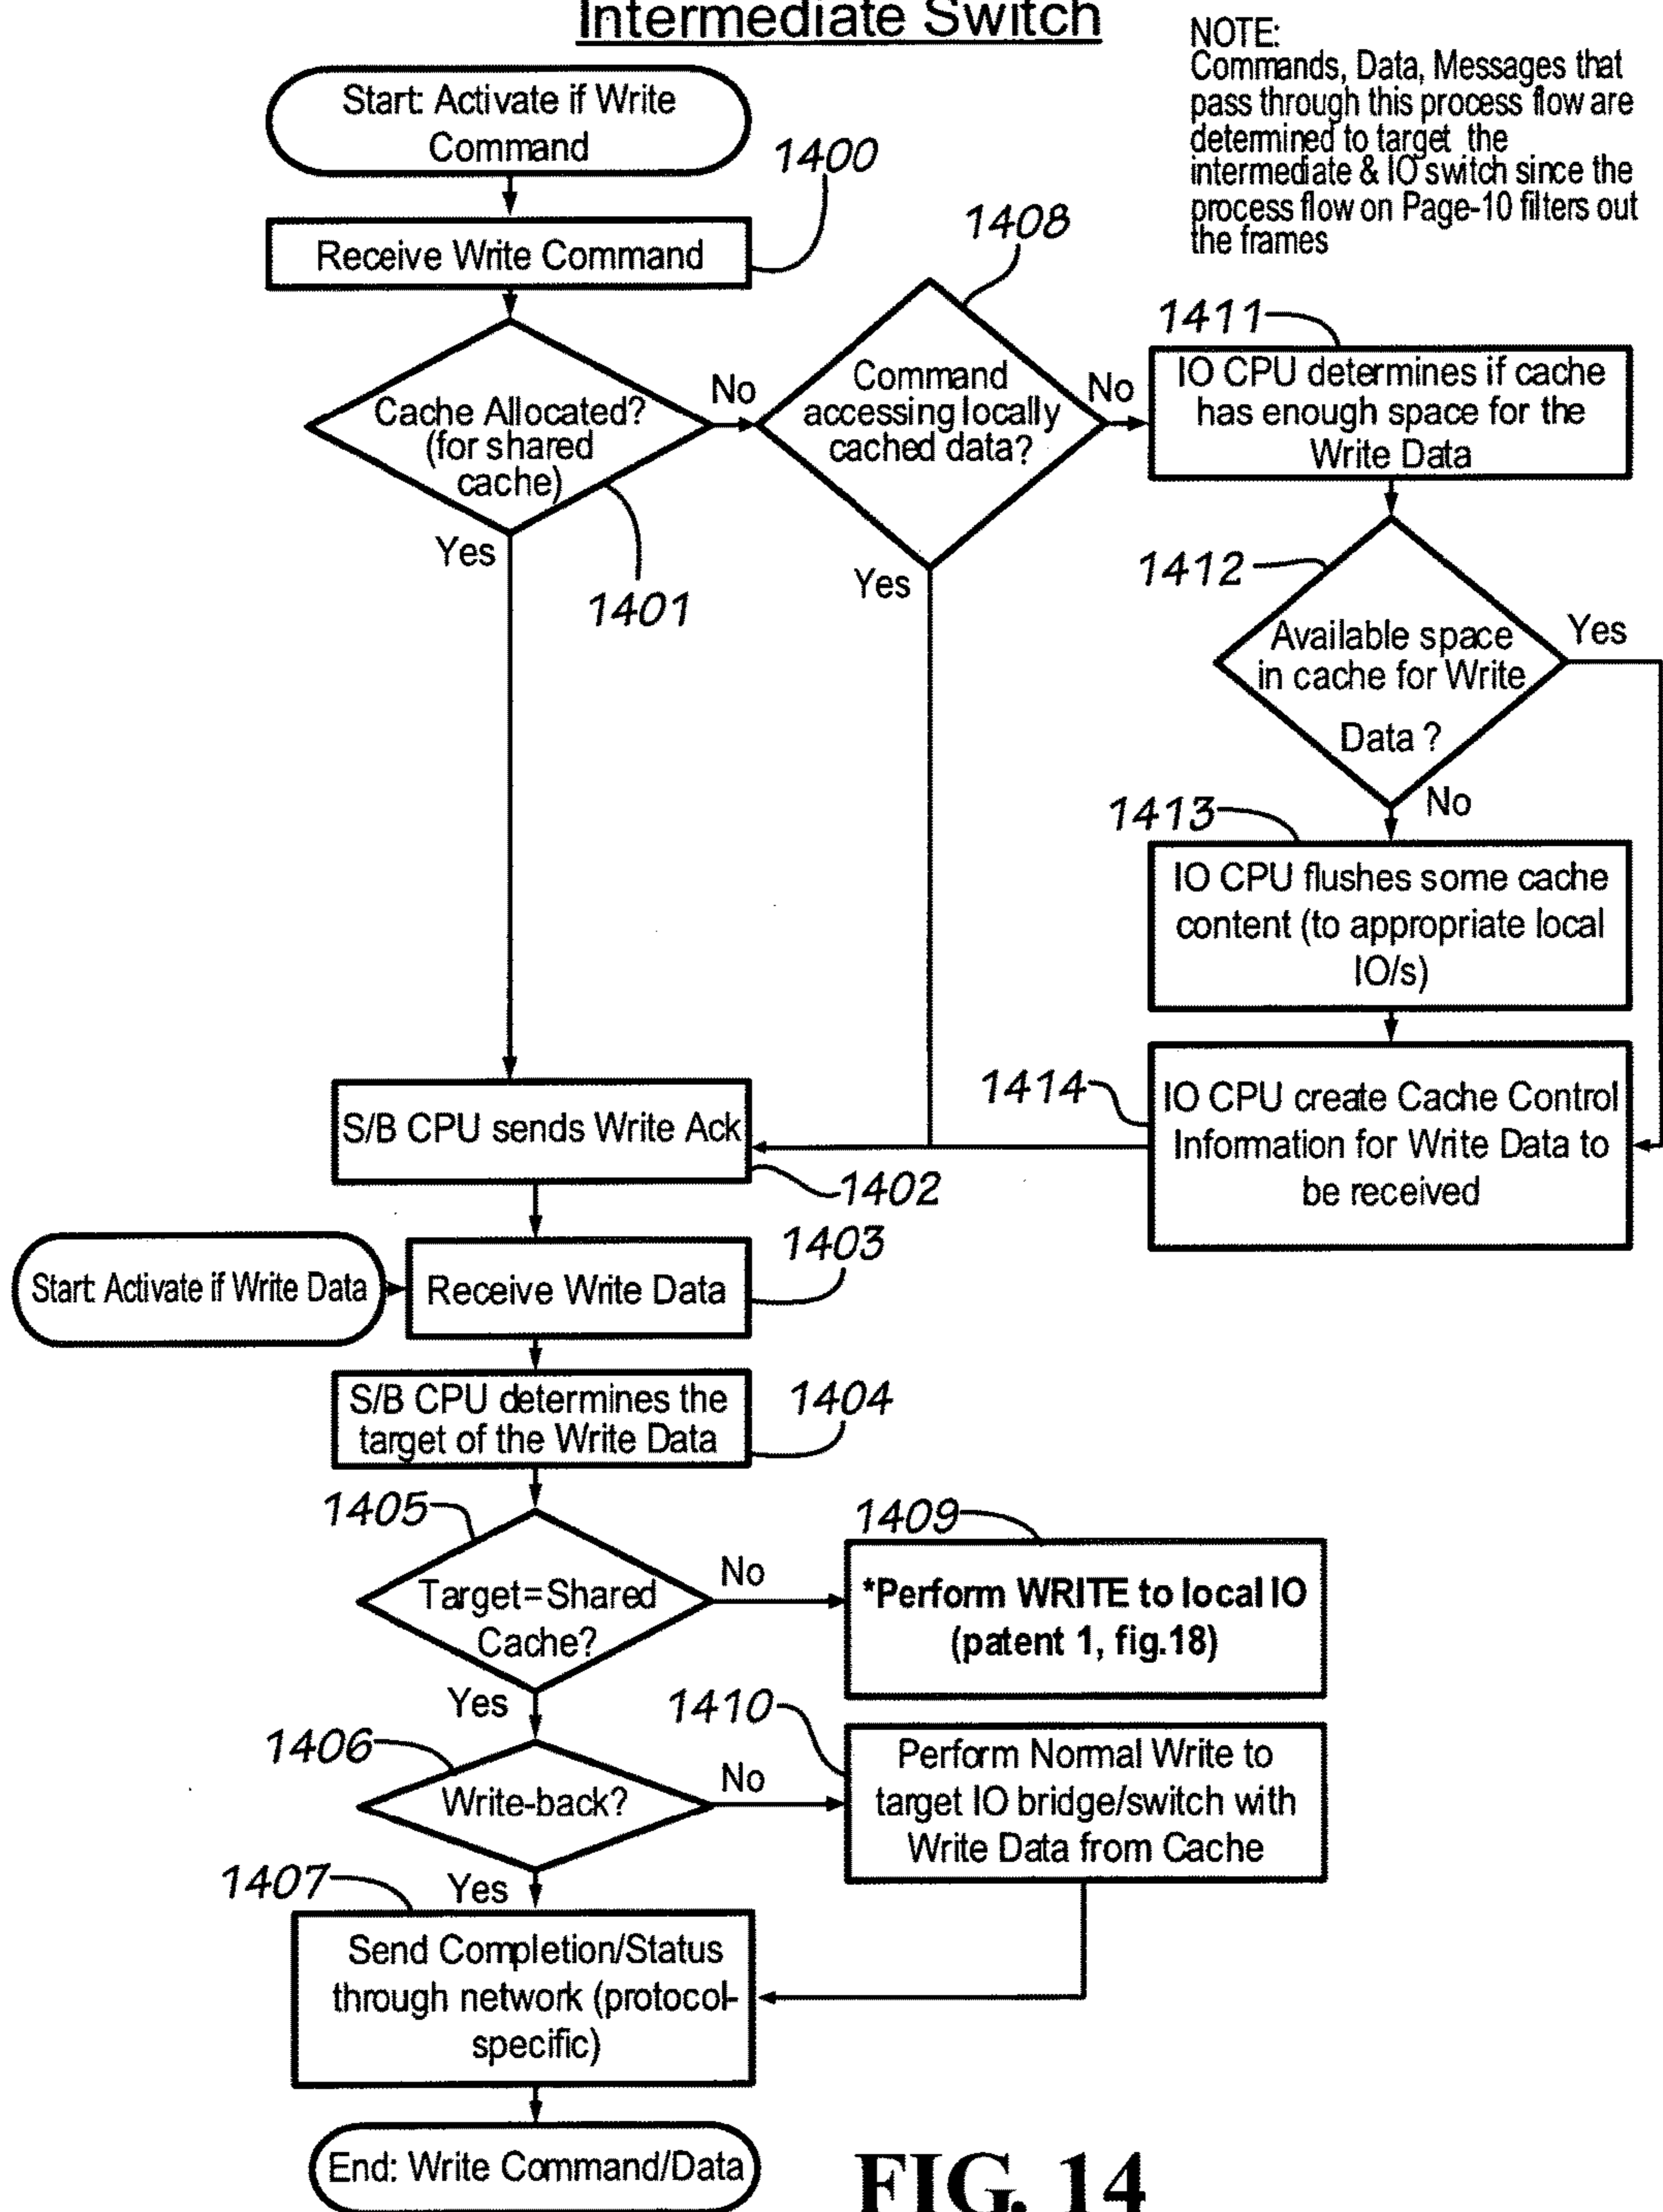 Intermediate Switch
NOTE:
Commands, Data, Messages that
pass through this process flow are
determined to target the
intermediate & IO switch since the
process flow on Page-10 filters out
the frames
Start: Activate if Write
Command
1400
Receive Write Command
1408
Cache Allocated?
(for shared
cache)
No
Yes
1401
Command
accessing locally
cached data?
No
Yes
1411
IO CPU determines if cache
has enough space for the
Write Data
1412
Available space
in cache for Write
Data ?
Yes
No
1413
IO CPU flushes some cache
content (to appropriate local
IO/s)
1414
IO CPU create Cache Control
Information for Write Data to
be received
S/B CPU sends Write Ack
1402
Start: Activate if Write Data
Receive Write Data
1403
S/B CPU determines the
target of the Write Data
1404
1405
Target=Shared
Cache?
No
Yes
1409
*Perform WRITE to local IO
(patent 1, fig.18)
1406
Write-back?
No
Yes
1410
Perform Normal Write to
target IO bridge/switch with
Write Data from Cache
1407
Send Completion/Status
through network (protocol-
specific)
End: Write Command/Data
FIG. 14